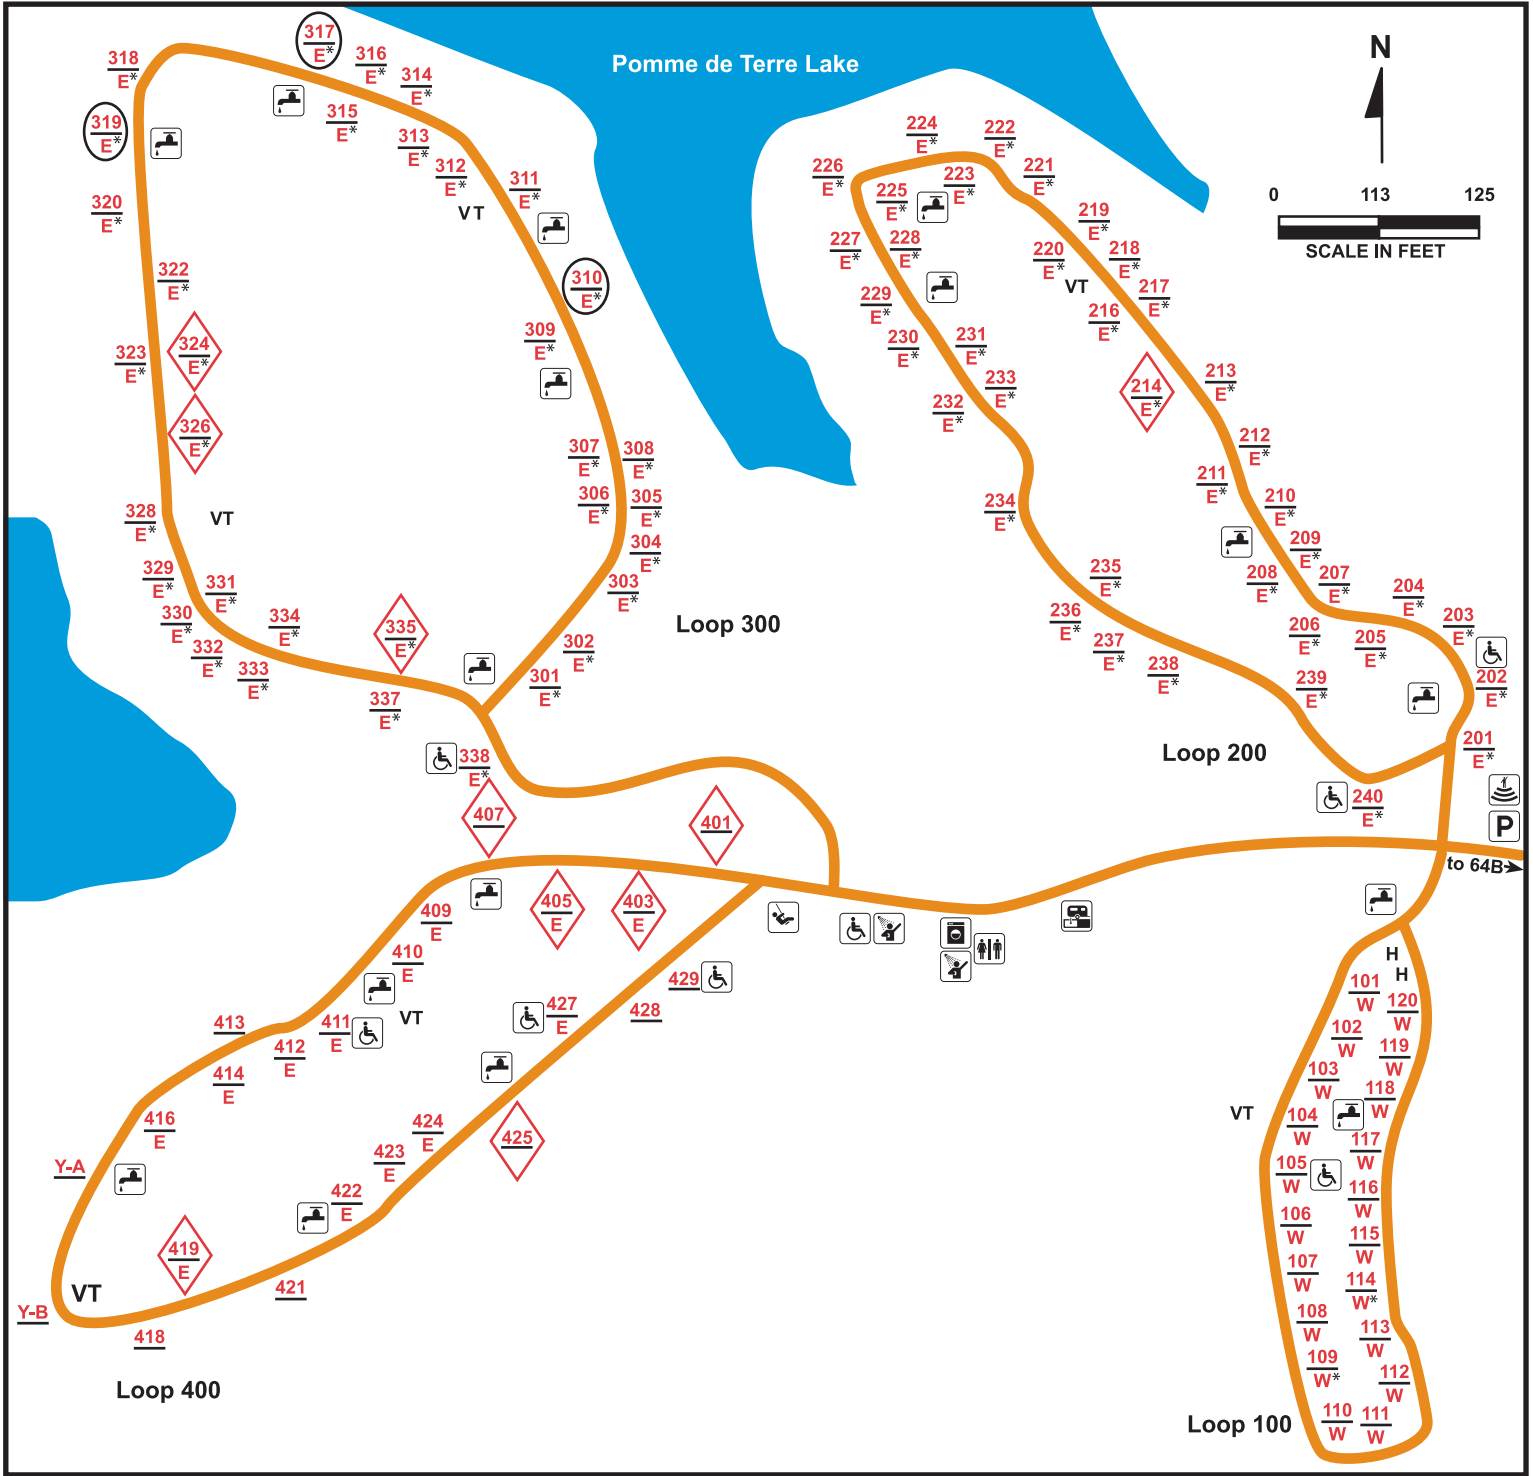 Pomme de Terre Lake
N
0 113 125
SCALE IN FEET
317
E*
316
E*
314
E*
318
E*
315
E*
313
E*
312
E*
VT
311
E*
319
E*
320
E*
310
E*
322
E*
309
E*
323
E*
324
E*
326
E*
307
E*
308
E*
306
E*
305
E*
328
E*
VT
304
E*
303
E*
329
E*
331
E*
330
E*
334
E*
332
E*
333
E*
335
E*
302
E*
301
E*
337
E*
338
E*
Loop 300
224
E*
222
E*
226
E*
225
E*
223
E*
221
E*
219
E*
227
E*
228
E*
220
E*
218
E*
VT
217
E*
229
E*
216
E*
230
E*
231
E*
233
E*
232
E*
214
E*
213
E*
212
E*
211
E*
210
E*
234
E*
209
E*
208
E*
207
E*
204
E*
235
E*
236
E*
237
E*
238
E*
206
E*
205
E*
203
E*
202
E*
239
E*
201
E*
240
E*
Loop 200
P
to 64B
407
401
405
E
403
E
409
E
410
E
VT
411
E
413
412
E
414
E
416
E
429
428
427
E
425
424
E
423
E
422
E
Y-A
419
E
421
VT
Y-B
418
Loop 400
H
H
101
W
120
W
102
W
119
W
103
W
118
W
VT
104
W
117
W
105
W
116
W
106
W
115
W
107
W
114
W*
108
W
113
W
109
W*
112
W
110
W
111
W
Loop 100